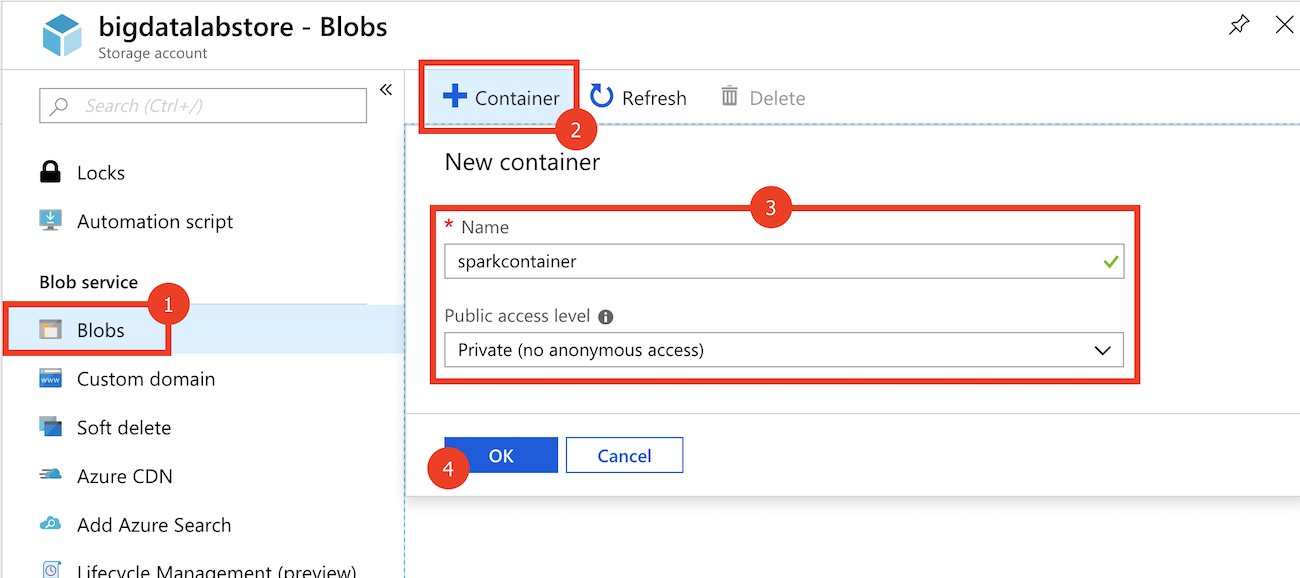 bigdatalabstore - Blobs
Storage account
Search (Ctrl+/)
«
Locks
Automation script
Blob service
1
Blobs
www
Custom domain
Soft delete
Azure CDN
Add Azure Search
Lifecycle Management (preview)
+ Container
Refresh
Delete
2
New container
3
* Name
sparkcontainer
Public access level i
Private (no anonymous access)
4
OK
Cancel